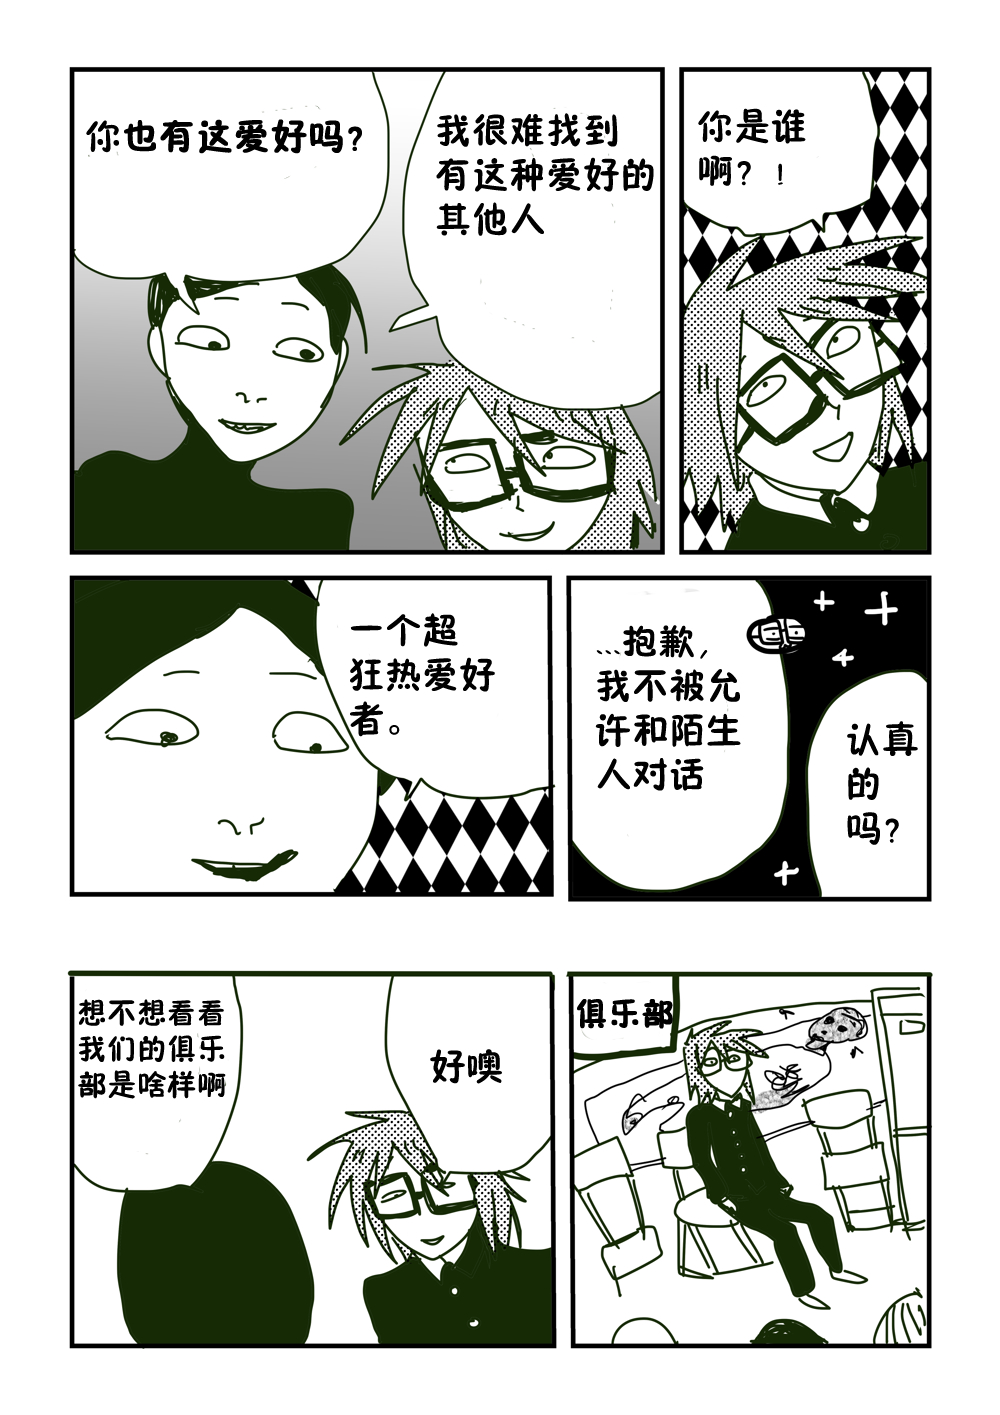 你也有这爱好吗？
我很难找到
有这种爱好的
其他人
你是谁
啊？！
一个超
狂热爱好
者。
...抱歉，
我不被允
许和陌生
人对话
认真
的
吗？
想不想看看
我们的俱乐
部是啥样啊
好噢
俱乐部